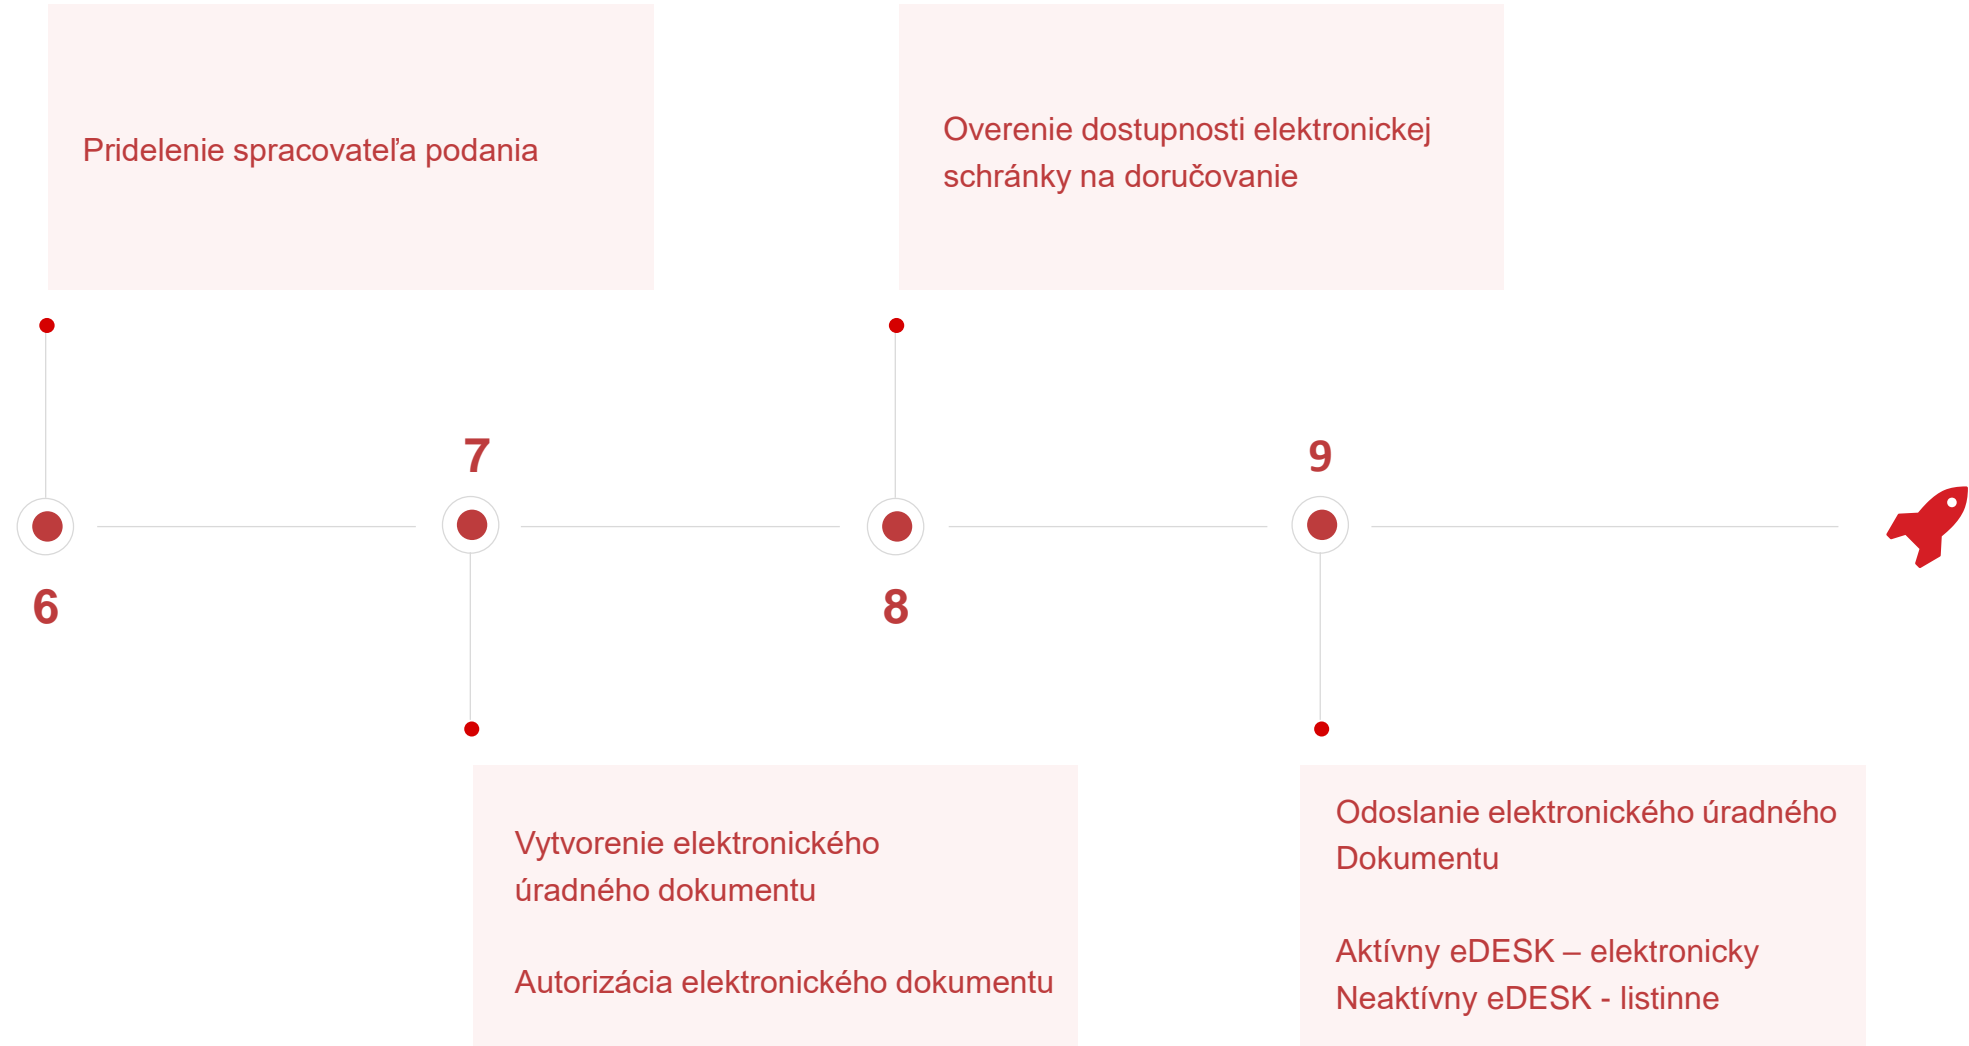 Pridelenie spracovateľa podania
Overenie dostupnosti elektronickej
schránky na doručovanie
6
7
8
9
Vytvorenie elektronického
úradného dokumentu
Autorizácia elektronického dokumentu
Odoslanie elektronického úradného
Dokumentu
Aktívny eDESK – elektronicky
Neaktívny eDESK - listinne